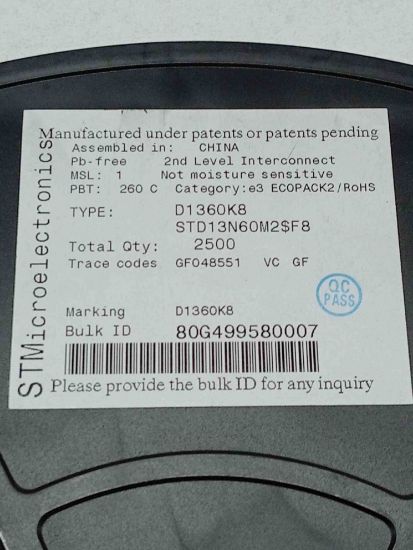 Manufactured under patents or patents pending
Assembled in: CHINA
Pb-free 2nd Level Interconnect
MSL: 1 Not moisture sensitive
PBT: 260 C Category:e3 ECOPACK2/RoHS
TYPE: D1360K8
STD13N60M2$F8
Total Qty: 2500
Trace codes GF048551 VC GF
QC
PASS
Marking D1360K8
Bulk ID 80G499580007
Please provide the bulk ID for any inquiry
STMicroelectronics